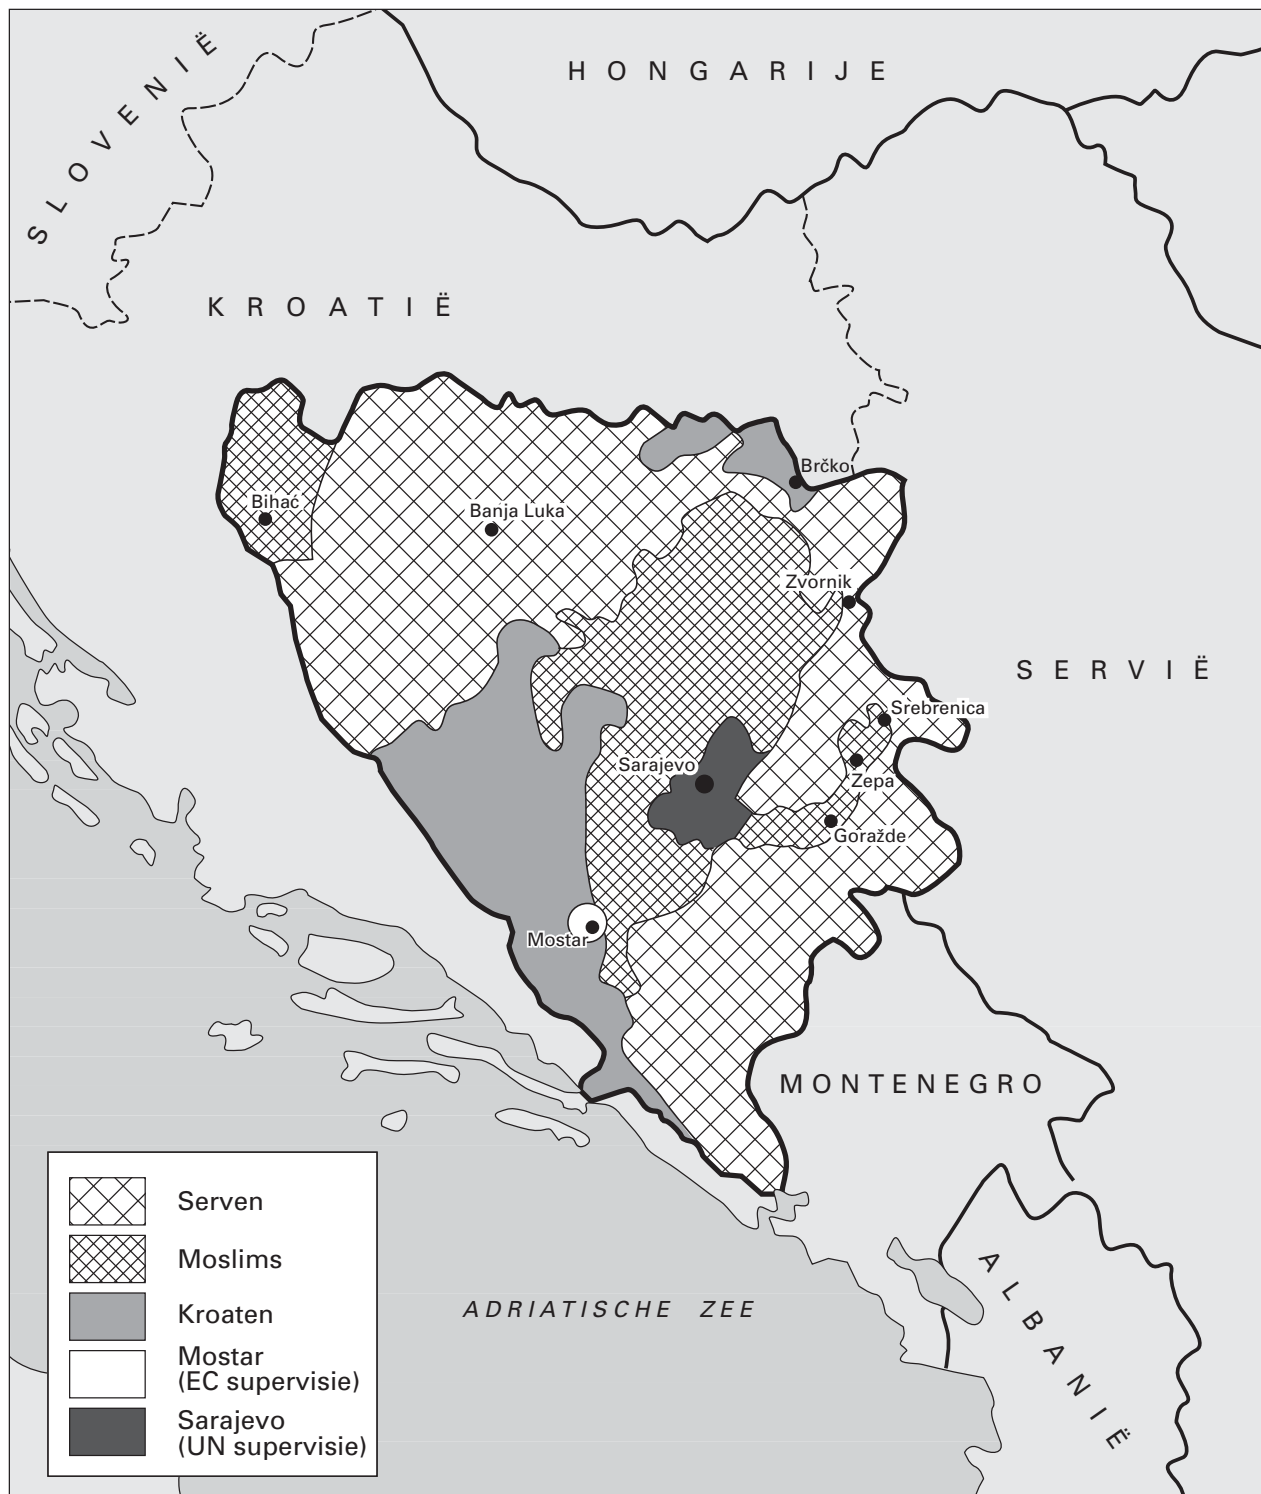 SLOVENIË
HONGARIJE
KROATIË
Brčko
Bihać
Banja Luka
Zvornik
SERVIË
Srebrenica
Sarajevo
Zepa
Goražde
Mostar
MONTENEGRO
ALBANIË
ADRIATISCHE ZEE
Serven
Moslims
Kroaten
Mostar
(EC supervisie)
Sarajevo
(UN supervisie)